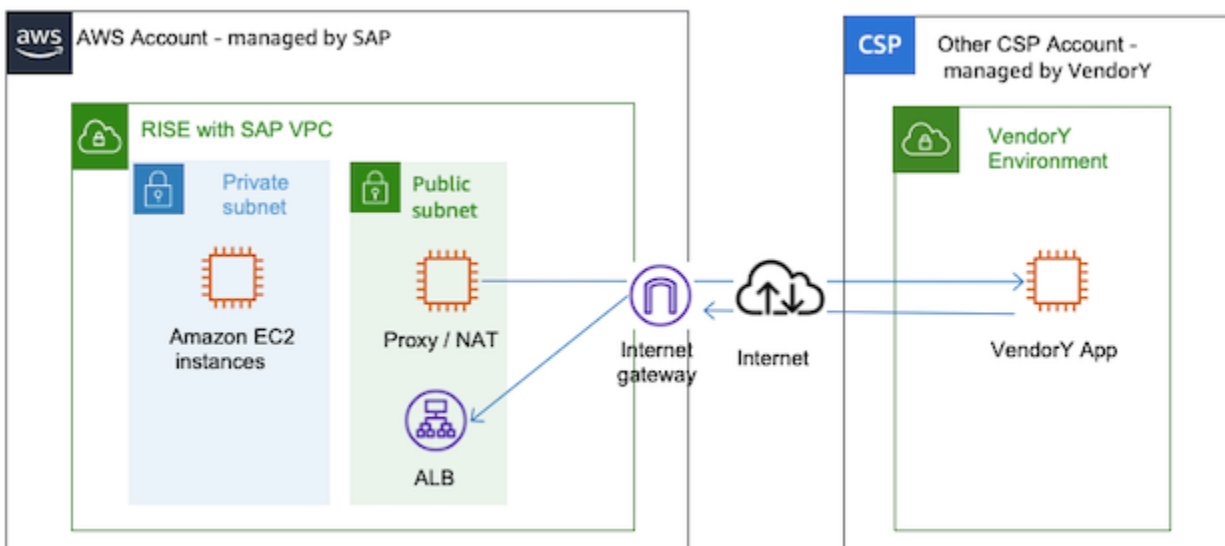 aws
AWS Account - managed by SAP
RISE with SAP VPC
Private
subnet
Amazon EC2
instances
Public
subnet
Proxy / NAT
ALB
Internet
gateway
Internet
CSP
Other CSP Account -
managed by VendorY
VendorY
Environment
VendorY App